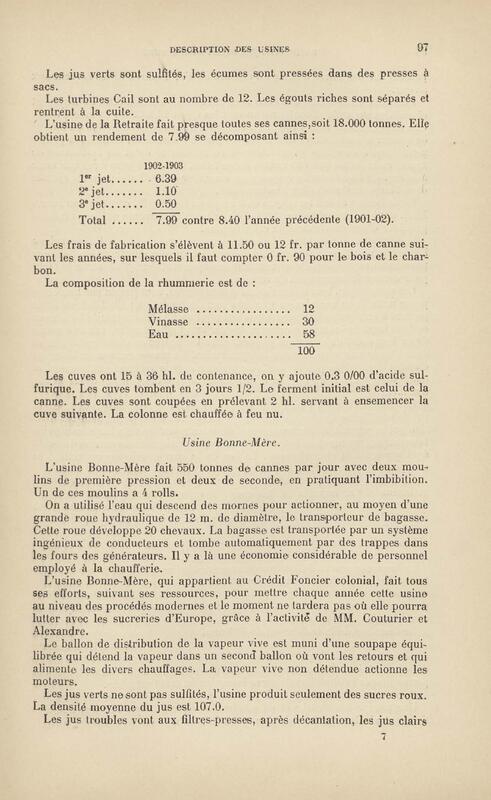 DESCRIPTION DES USINES 97
Les jus verts sont sulfités, les écumes sont pressées dans des presses à
sacs.
Les turbines Cail sont au nombre de 12. Les égouts riches sont séparés et
rentrent à la cuite.
L'usine de la Retraite fait presque toutes ses cannes, soit 18.000 tonnes. Elle
obtient un rendement de 7.99 se décomposant ainsi :
1902-1903
1er jet...... 6.39
2e jet....... 1.10
3e jet....... 0.50
Total ...... 7.99 contre 8.40 l'année précédente (1901-02).
Les frais de fabrication s'élèvent à 11.50 ou 12 fr. par tonne de canne sui-
vant les années, sur lesquels il faut compter 0 fr. 90 pour le bois et le char-
bon.
La composition de la rhummerie est de :
Mélasse ................ 12
Vinasse ................ 30
Eau .................... 58
100
Les cuves ont 15 à 36 hl. de contenance, on y ajoute 0.3 0/00 d'acide sul-
furique. Les cuves tombent en 3 jours 1/2. Le ferment initial est celui de la
canne. Les cuves sont coupées en prélevant 2 hl. servant à ensemencer la
cuve suivante. La colonne est chauffée à feu nu.
Usine Bonne-Mère.
L'usine Bonne-Mère fait 550 tonnes de cannes par jour avec deux mou-
lins de première pression et deux de seconde, en pratiquant l'imbibition.
Un de ces moulins a 4 rolls.
On a utilisé l'eau qui descend des mornes pour actionner, au moyen d'une
grande roue hydraulique de 12 m. de diamètre, le transporteur de bagasse.
Cette roue développe 20 chevaux. La bagasse est transportée par un système
ingénieux de conducteurs et tombe automatiquement par des trappes dans
les fours des générateurs. Il y a là une économie considérable de personnel
employé à la chaufferie.
L'usine Bonne-Mère, qui appartient au Crédit Foncier colonial, fait tous
ses efforts, suivant ses ressources, pour mettre chaque année cette usine
au niveau des procédés modernes et le moment ne tardera pas où elle pourra
lutter avec les sucreries d'Europe, grâce à l'activité de MM. Couturier et
Alexandre.
Le ballon de distribution de la vapeur vive est muni d'une soupape équi-
librée qui détend la vapeur dans un second ballon où vont les retours et qui
alimente les divers chauffages. La vapeur vive non détendue actionne les
moteurs.
Les jus verts ne sont pas sulfités, l'usine produit seulement des sucres roux.
La densité moyenne du jus est 107.0.
Les jus troubles vont aux filtres-presses, après décantation, les jus clairs
7